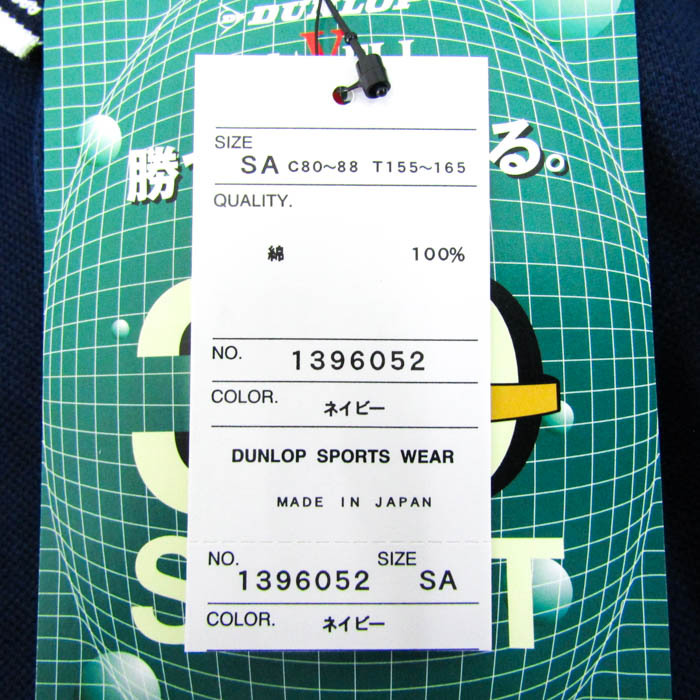 DUNLOP
勝 る。
SIZE
SA C80~88 T155~165
QUALITY.
綿 100%
NO. 1396052
COLOR. ネイビー
DUNLOP SPORTS WEAR
MADE IN JAPAN
NO. 1396052 SIZE SA
COLOR. ネイビー